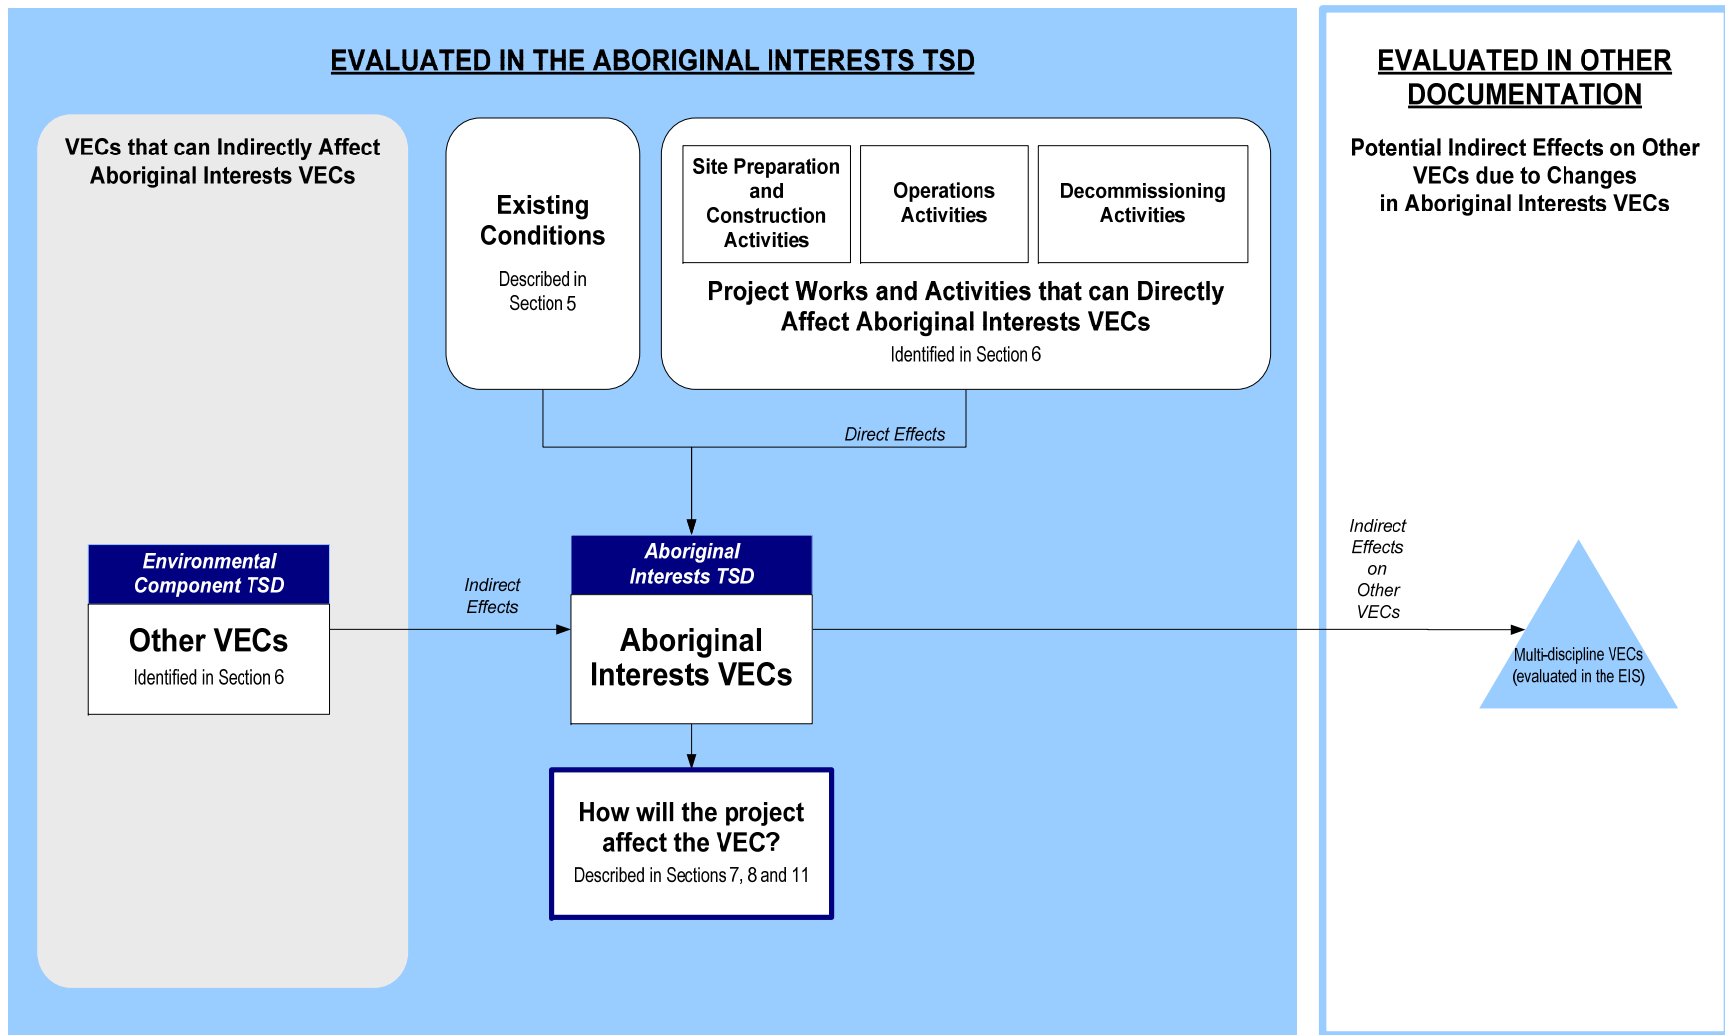 EVALUATED IN THE ABORIGINAL INTERESTS TSD
VECs that can Indirectly Affect
Aboriginal Interests VECs
Existing
Conditions
Described in
Section 5
Site Preparation
and
Construction
Activities
Operations
Activities
Decommissioning
Activities
Project Works and Activities that can Directly
Affect Aboriginal Interests VECs
Identified in Section 6
Direct Effects
Environmental
Component TSD
Other VECs
Identified in Section 6
Indirect
Effects
Aboriginal
Interests TSD
Aboriginal
Interests VECs
How will the project
affect the VEC?
Described in Sections 7, 8 and 11
EVALUATED IN OTHER
DOCUMENTATION
Potential Indirect Effects on Other
VECs due to Changes
in Aboriginal Interests VECs
Indirect
Effects
on
Other
VECs
Multi-discipline VECs
(evaluated in the EIS)